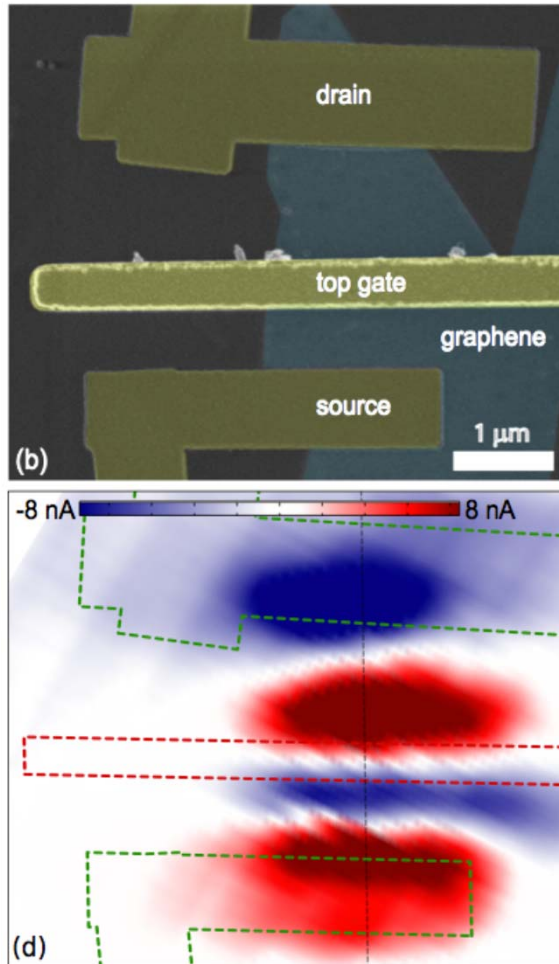 drain
top gate
graphene
source
1 μm
(b)
-8 nA
8 nA
(d)